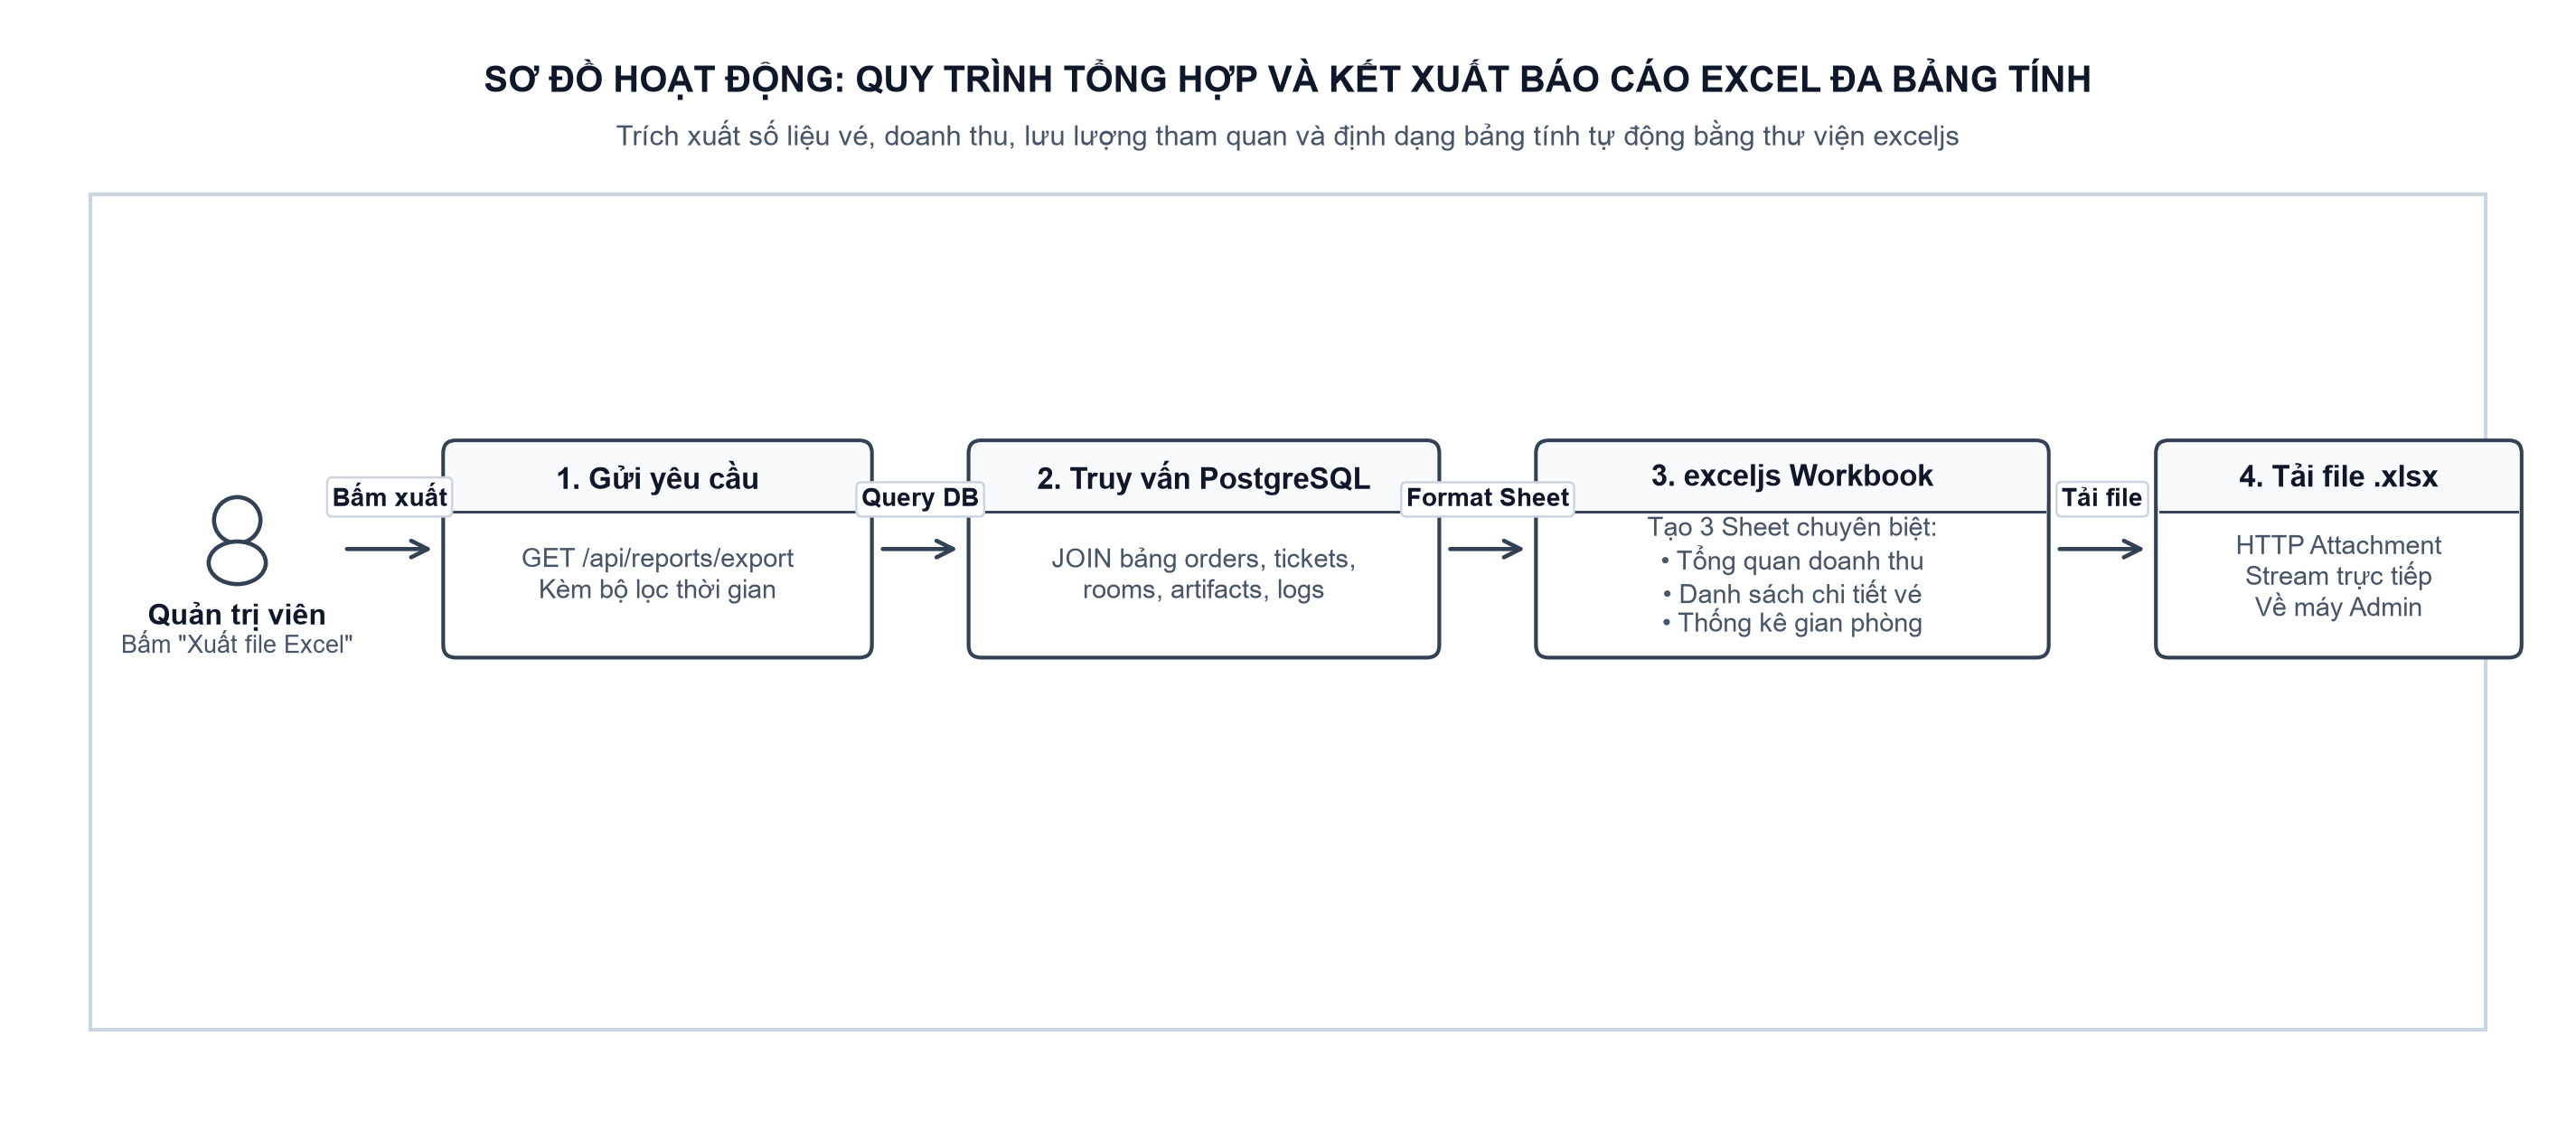 SƠ ĐỒ HOẠT ĐỘNG: QUY TRÌNH TỔNG HỢP VÀ KẾT XUẤT BÁO CÁO EXCEL ĐA BẢNG TÍNH
Trích xuất số liệu vé, doanh thu, lưu lượng tham quan và định dạng bảng tính tự động bằng thư viện exceljs
Quản trị viên
Bấm "Xuất file Excel"
Bấm xuất
1. Gửi yêu cầu
GET /api/reports/export
Kèm bộ lọc thời gian
Query DB
2. Truy vấn PostgreSQL
JOIN bảng orders, tickets,
rooms, artifacts, logs
Format Sheet
3. exceljs Workbook
Tạo 3 Sheet chuyên biệt:
• Tổng quan doanh thu
• Danh sách chi tiết vé
• Thống kê gian phòng
Tải file
4. Tải file .xlsx
HTTP Attachment
Stream trực tiếp
Về máy Admin